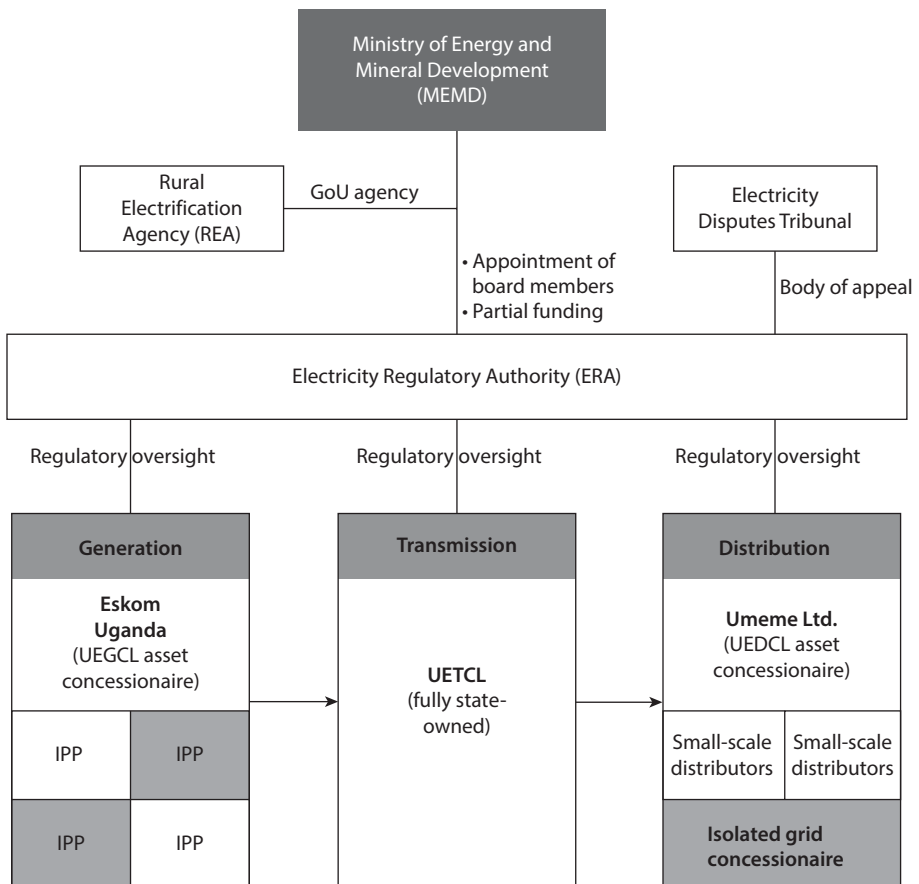 Ministry of Energy and
Mineral Development
(MEMD)
Rural
Electrification
Agency (REA)
GoU agency
Electricity
Disputes Tribunal
• Appointment of
board members
• Partial funding
Body of appeal
Electricity Regulatory Authority (ERA)
Regulatory oversight
Regulatory oversight
Regulatory oversight
Generation
Eskom
Uganda
(UEGCL asset
concessionaire)
IPP
IPP
IPP
IPP
Transmission
UETCL
(fully state-
owned)
Distribution
Umeme Ltd.
(UEDCL asset
concessionaire)
Small-scale
distributors
Small-scale
distributors
Isolated grid
concessionaire